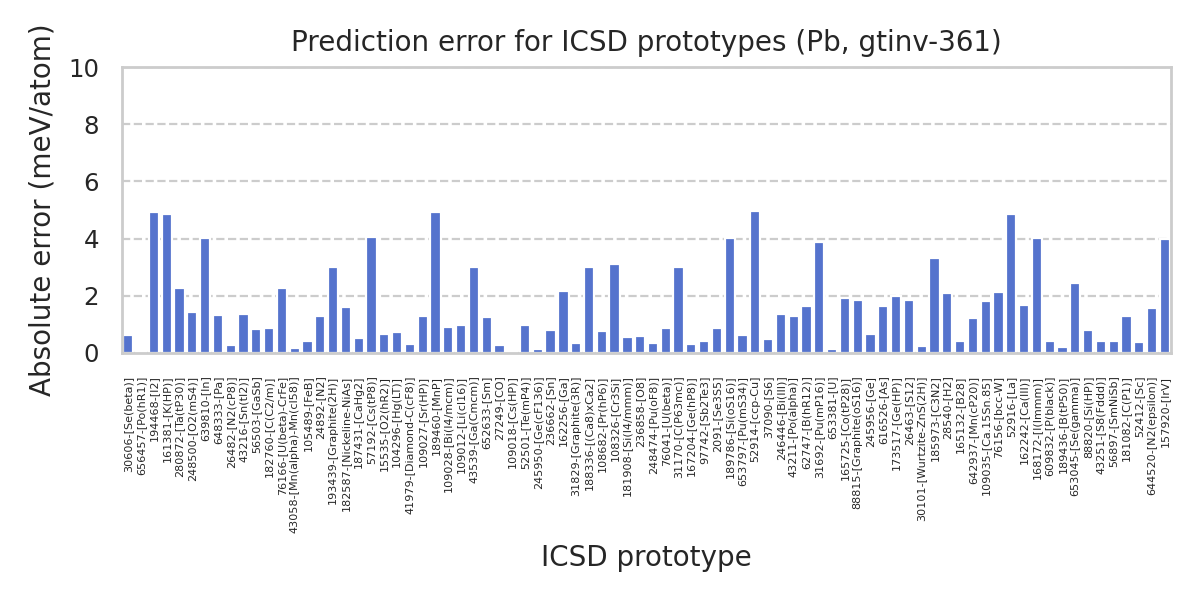 Prediction error for ICSD prototypes (Pb, gtinv-361)
Absolute error (meV/atom)
10
8
6
4
2
0
30606-[Se(beta)]
656457-[Po(hR1)]
194468-[I2]
161381-[K(HP)]
280872-[Ta(tP30)]
248500-[O2(mS4)]
639810-[In]
648333-[Pa]
26482-[N2(cP8)]
43216-[Sn(tI2)]
56503-[GaSb]
182760-[C(C2/m)]
76166-[U(beta)-CrFe]
43058-[Mn(alpha)-Mn(cI58)]
105489-[FeB]
24892-[N2]
193439-[Graphite(2H)]
182587-[Nickeline-NiAs]
187431-[CaHg2]
57192-[Cs(tP8)]
15535-[O2(hR2)]
104296-[Hg(LT)]
41979-[Diamond-C(cF8)]
109027-[Sr(HP)]
189460-[MnP]
109028-[Bi(I4/mcm)]
109012-[Li(cI16)]
43539-[Ga(Cmcm)]
652633-[Sm]
27249-[CO]
109018-[Cs(HP)]
52501-[Te(mP4)]
245950-[Ge(cF136)]
236662-[Sn]
162256-[Ga]
31829-[Graphite(3R)]
188336-[(Ca8)xCa2]
108682-[Pr(hP6)]
108326-[Cr3Si]
181908-[Si(I4/mmm)]
236858-[O8]
248474-[Pu(oF8)]
76041-[U(beta)]
31170-[C(P63mc)]
167204-[Ge(hP8)]
97742-[Sb2Te3]
2091-[Se3S5]
189786-[Si(oS16)]
653797-[Pu(mS34)]
52914-[ccp-Cu]
37090-[S6]
246446-[Bi(III)]
43211-[Po(alpha)]
62747-[B(hR12)]
31692-[Pu(mP16)]
653381-[U]
165725-[Co(tP28)]
88815-[Graphite(oS16)]
245956-[Ge]
616526-[As]
173517-[Ge(HP)]
26463-[S12]
30101-[Wurtzite-ZnS(2H)]
185973-[C3N2]
28540-[H2]
165132-[B28]
642937-[Mn(cP20)]
109035-[Ca.15Sn.85]
76156-[bcc-W]
52916-[La]
162242-[Ca(III)]
168172-[I(Immm)]
609832-[P(black)]
189436-[B(tP50)]
653045-[Se(gamma)]
88820-[Si(HP)]
43251-[S8(Fddd)]
56897-[SmNiSb]
181082-[C(P1)]
52412-[Sc]
644520-[N2(epsilon)]
157920-[IrV]
ICSD prototype